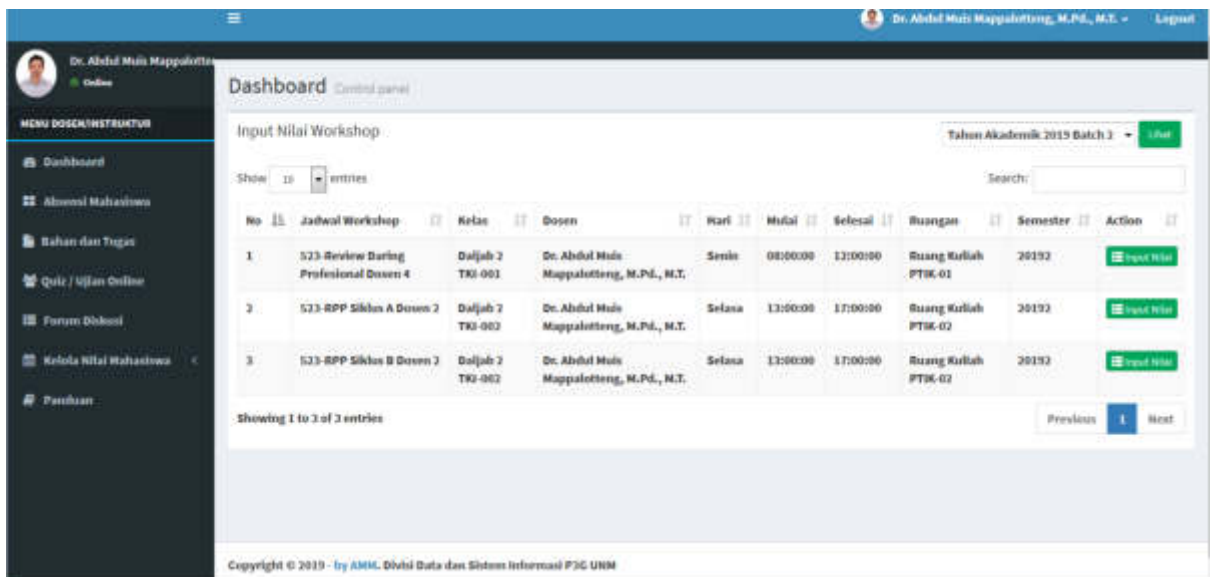 Dr. Abdul Muis Mappalotteng, M.Pd., M.T.
Logout
Dr. Abdul Muis Mappalotten
Online
MENU DOSEN/INSTRUKTUR
Dashboard
Absensi Mahasiswa
Bahan dan Tugas
Quiz / Ujian Online
Forum Diskusi
Kelola Nilai Mahasiswa
Panduan
Dashboard Control panel
Input Nilai Workshop
Tahun Akademik 2019 Batch 2 Lihat
Show 10 entries
Search:
No Jadwal Workshop Kelas Dosen Hari Mulai Selesai Ruangan Semester Action
1 523-Review Daring Daljab 2 Dr. Abdul Muis Senin 08:00:00 12:00:00 Ruang Kuliah 20192 Input Nilai
Profesional Dosen 4 TKI-001 Mappalotteng, M.Pd., M.T. PTIK-01
2 523-RPP Siklus A Dosen 2 Daljab 2 Dr. Abdul Muis Selasa 13:00:00 17:00:00 Ruang Kuliah 20192 Input Nilai
TKI-002 Mappalotteng, M.Pd., M.T. PTIK-02
3 523-RPP Siklus B Dosen 2 Daljab 2 Dr. Abdul Muis Selasa 13:00:00 17:00:00 Ruang Kuliah 20192 Input Nilai
TKI-002 Mappalotteng, M.Pd., M.T. PTIK-02
Showing 1 to 3 of 3 entries
Previous 1 Next
Copyright © 2019 - by AMM. Divisi Data dan Sistem Informasi P3G UNM